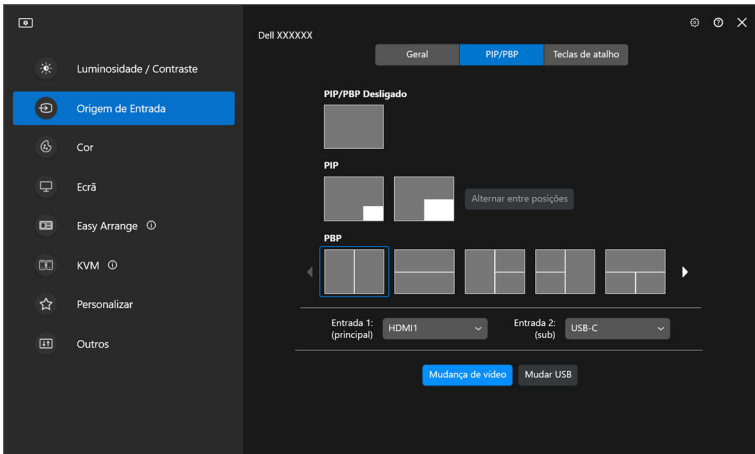 Dell XXXXXX
Geral PIP/PBP Teclas de atalho
Luminosidade / Contraste
Origem de Entrada
Cor
Ecrã
Easy Arrange
KVM
Personalizar
Outros
PIP/PBP Desligado
PIP
Alternar entre posições
PBP
Entrada 1:
(principal)
HDMI1
Entrada 2:
(sub)
USB-C
Mudança de vídeo Mudar USB